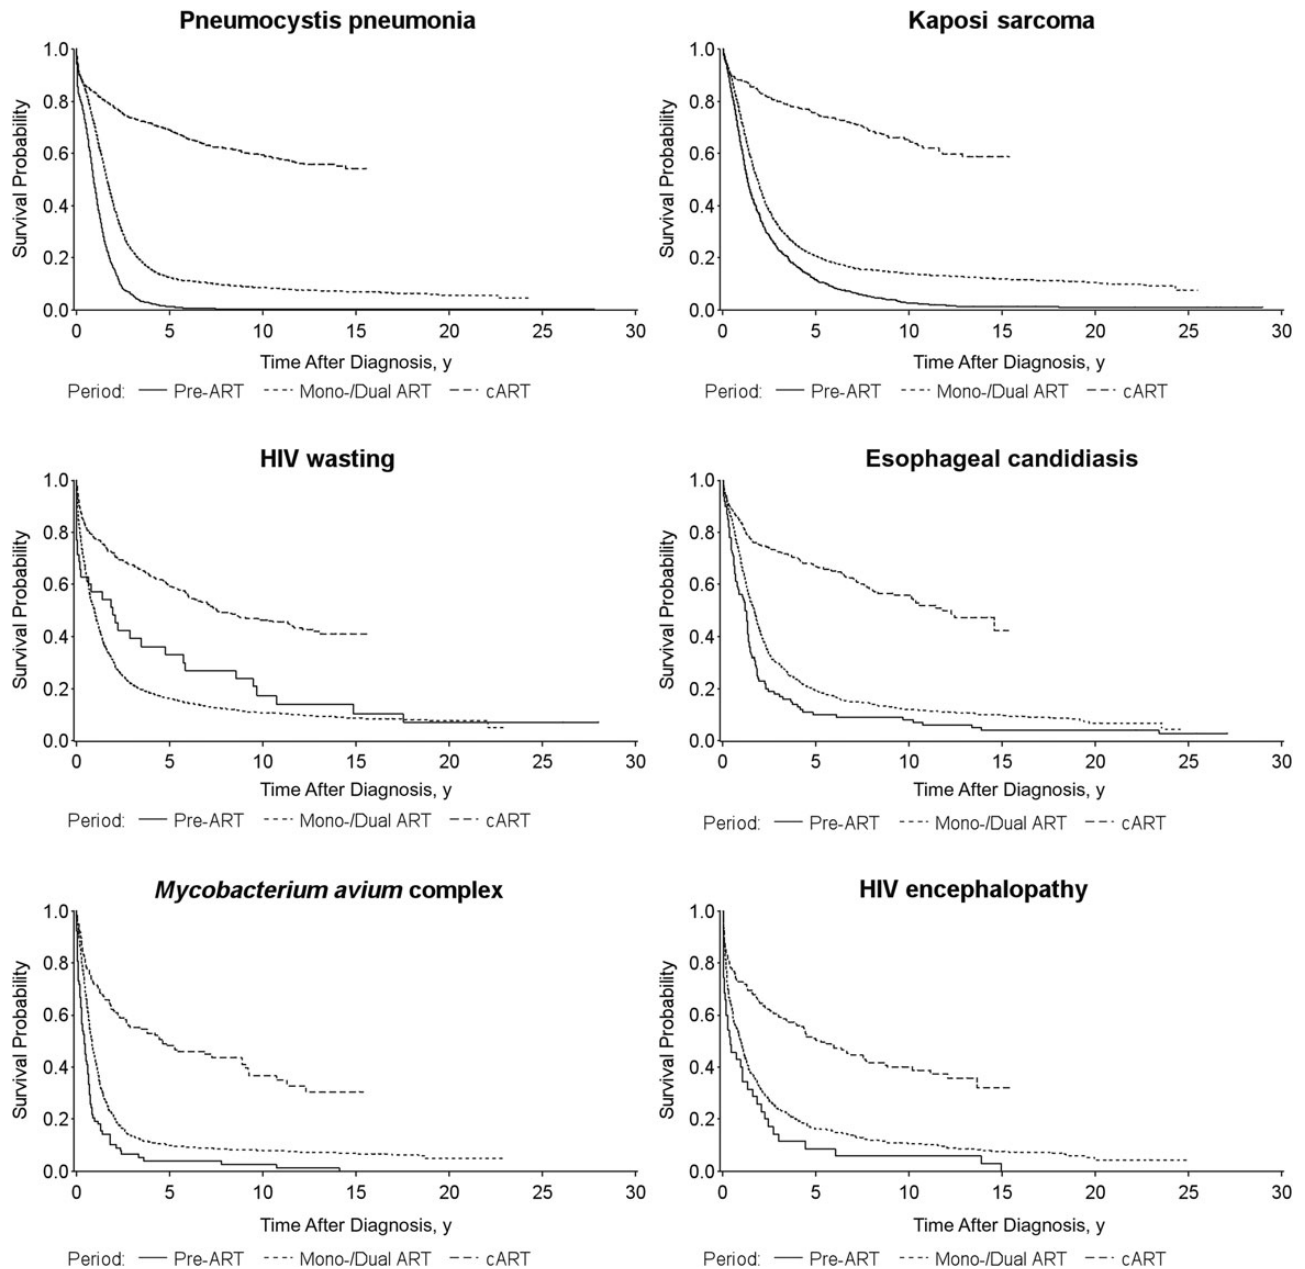 Pneumocystis pneumonia
Survival Probability
1.0
0.8
0.6
0.4
0.2
0.0
0 5 10 15 20 25 30
Time After Diagnosis, y
Period: Pre-ART Mono-/Dual ART cART
Kaposi sarcoma
Survival Probability
1.0
0.8
0.6
0.4
0.2
0.0
0 5 10 15 20 25 30
Time After Diagnosis, y
Period: Pre-ART Mono-/Dual ART cART
HIV wasting
Survival Probability
1.0
0.8
0.6
0.4
0.2
0.0
0 5 10 15 20 25 30
Time After Diagnosis, y
Period: Pre-ART Mono-/Dual ART cART
Esophageal candidiasis
Survival Probability
1.0
0.8
0.6
0.4
0.2
0.0
0 5 10 15 20 25 30
Time After Diagnosis, y
Period: Pre-ART Mono-/Dual ART cART
Mycobacterium avium complex
Survival Probability
1.0
0.8
0.6
0.4
0.2
0.0
0 5 10 15 20 25 30
Time After Diagnosis, y
Period: Pre-ART Mono-/Dual ART cART
HIV encephalopathy
Survival Probability
1.0
0.8
0.6
0.4
0.2
0.0
0 5 10 15 20 25 30
Time After Diagnosis, y
Period: Pre-ART Mono-/Dual ART cART